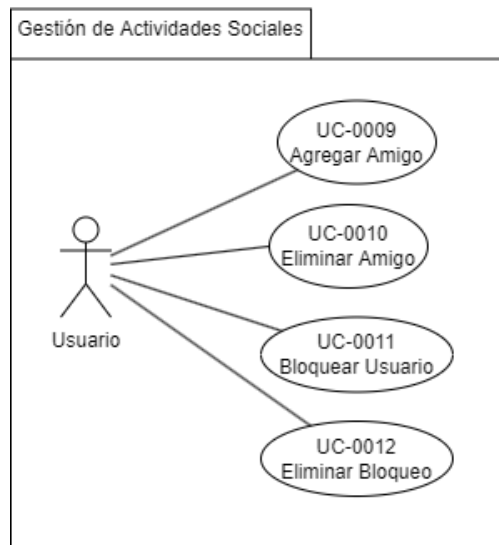 Gestión de Actividades Sociales
UC-0009
Agregar Amigo
UC-0010
Eliminar Amigo
Usuario
UC-0011
Bloquear Usuario
UC-0012
Eliminar Bloqueo